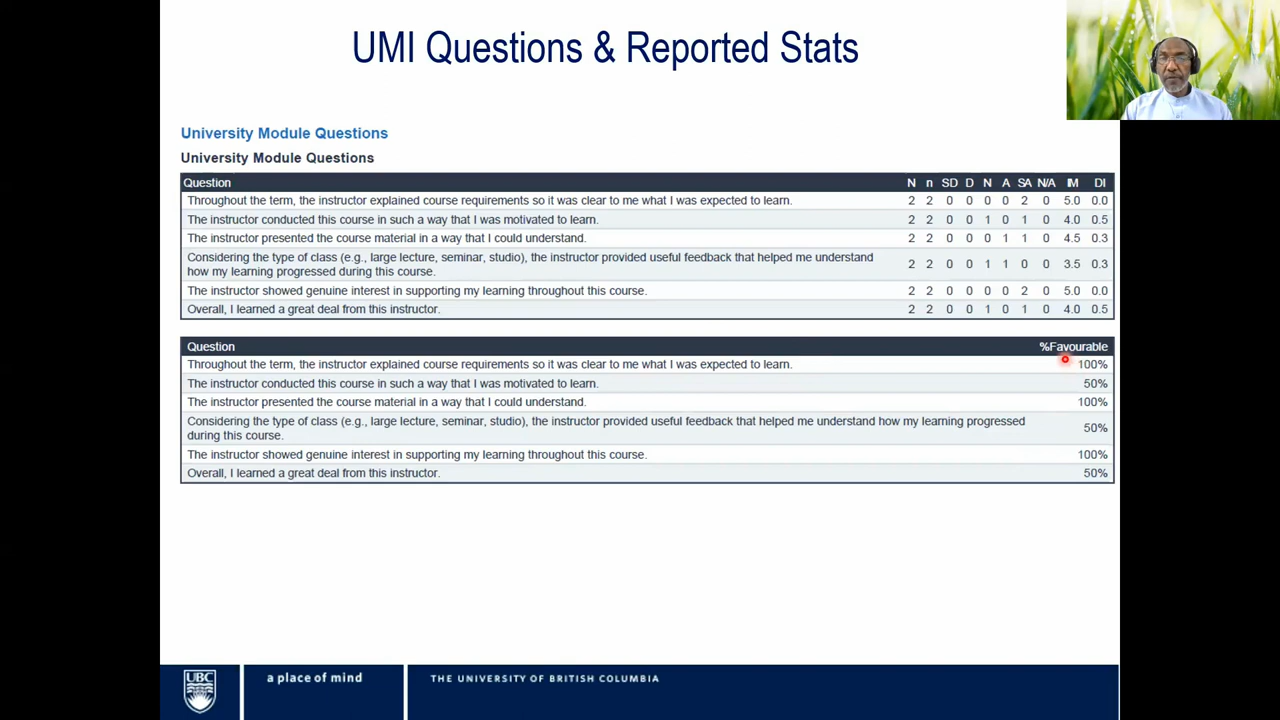 UMI Questions & Reported Stats
University Module Questions
University Module Questions
Question N n SD D N A SA N/A IM DI
Throughout the term, the instructor explained course requirements so it was clear to me what I was expected to learn. 2 2 0 0 0 0 2 0 5.0 0.0
The instructor conducted this course in such a way that I was motivated to learn. 2 2 0 0 1 0 1 0 4.0 0.5
The instructor presented the course material in a way that I could understand. 2 2 0 0 0 1 1 0 4.5 0.3
Considering the type of class (e.g., large lecture, seminar, studio), the instructor provided useful feedback that helped me understand
how my learning progressed during this course. 2 2 0 0 1 1 0 0 3.5 0.3
The instructor showed genuine interest in supporting my learning throughout this course. 2 2 0 0 0 0 2 0 5.0 0.0
Overall, I learned a great deal from this instructor. 2 2 0 0 1 0 1 0 4.0 0.5
Question %Favourable
Throughout the term, the instructor explained course requirements so it was clear to me what I was expected to learn. 100%
The instructor conducted this course in such a way that I was motivated to learn. 50%
The instructor presented the course material in a way that I could understand. 100%
Considering the type of class (e.g., large lecture, seminar, studio), the instructor provided useful feedback that helped me understand how my learning progressed
during this course. 50%
The instructor showed genuine interest in supporting my learning throughout this course. 100%
Overall, I learned a great deal from this instructor. 50%
UBC
a place of mind
THE UNIVERSITY OF BRITISH COLUMBIA